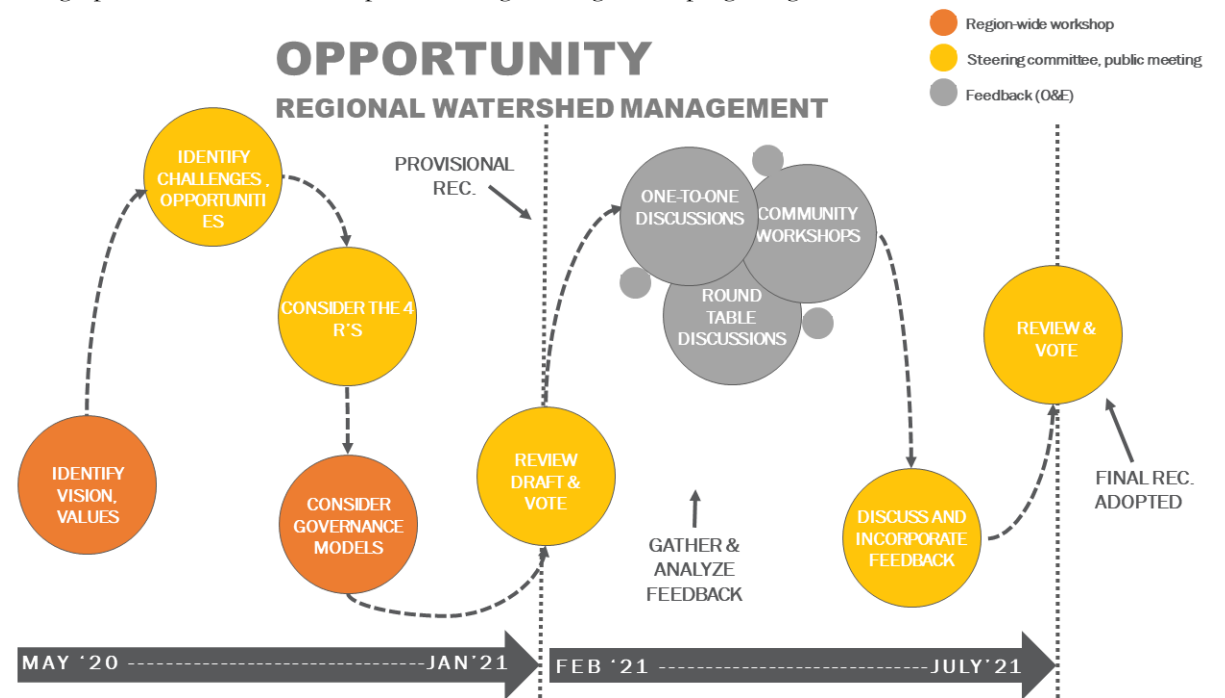 Region-wide workshop
Steering committee, public meeting
Feedback (O&E)
OPPORTUNITY
REGIONAL WATERSHED MANAGEMENT
IDENTIFY
CHALLENGES ,
OPPORTUNITI
ES
PROVISIONAL
REC.
ONE-TO-ONE
DISCUSSIONS
COMMUNITY
WORKSHOPS
CONSIDER THE 4
R'S
ROUND
TABLE
DISCUSSIONS
REVIEW &
VOTE
IDENTIFY
VISION,
VALUES
CONSIDER
GOVERNANCE
MODELS
REVIEW
DRAFT &
VOTE
GATHER &
ANALYZE
FEEDBACK
DISCUSS AND
INCORPORATE
FEEDBACK
FINAL REC.
ADOPTED
MAY '20 --------------------------------JAN'21
FEB '21 -----------------------------JULY'21